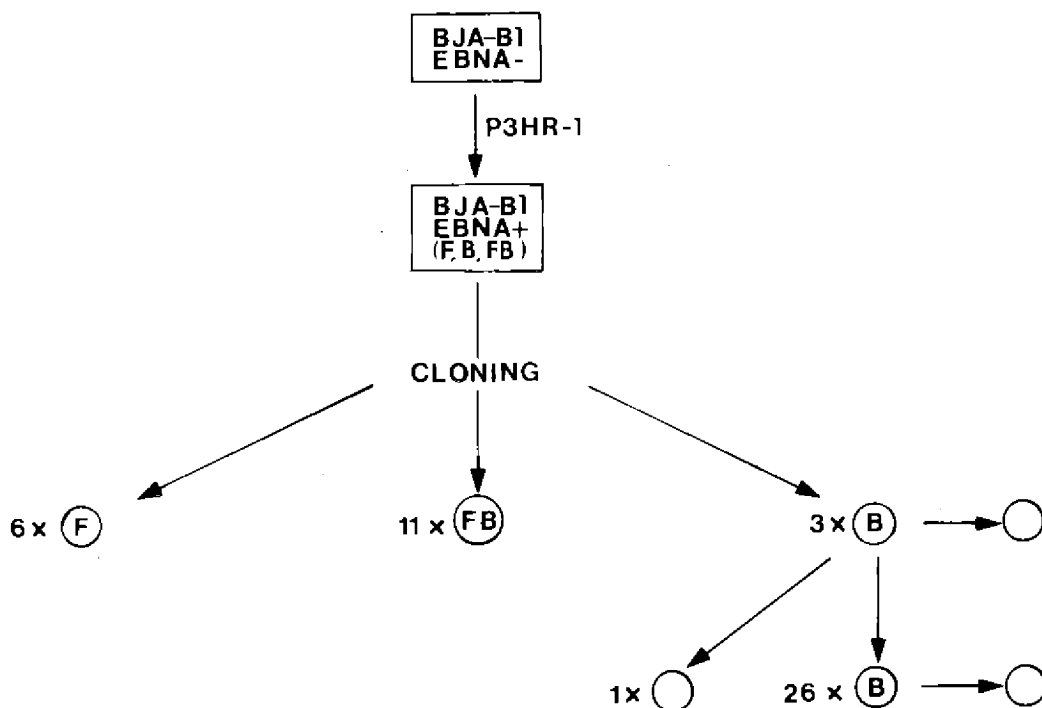 BJA-B1
EBNA-
P3HR-1
BJA-B1
EBNA+
(F, B, FB)
CLONING
6 x F
11 x FB
3 x B
1 x
26 x B